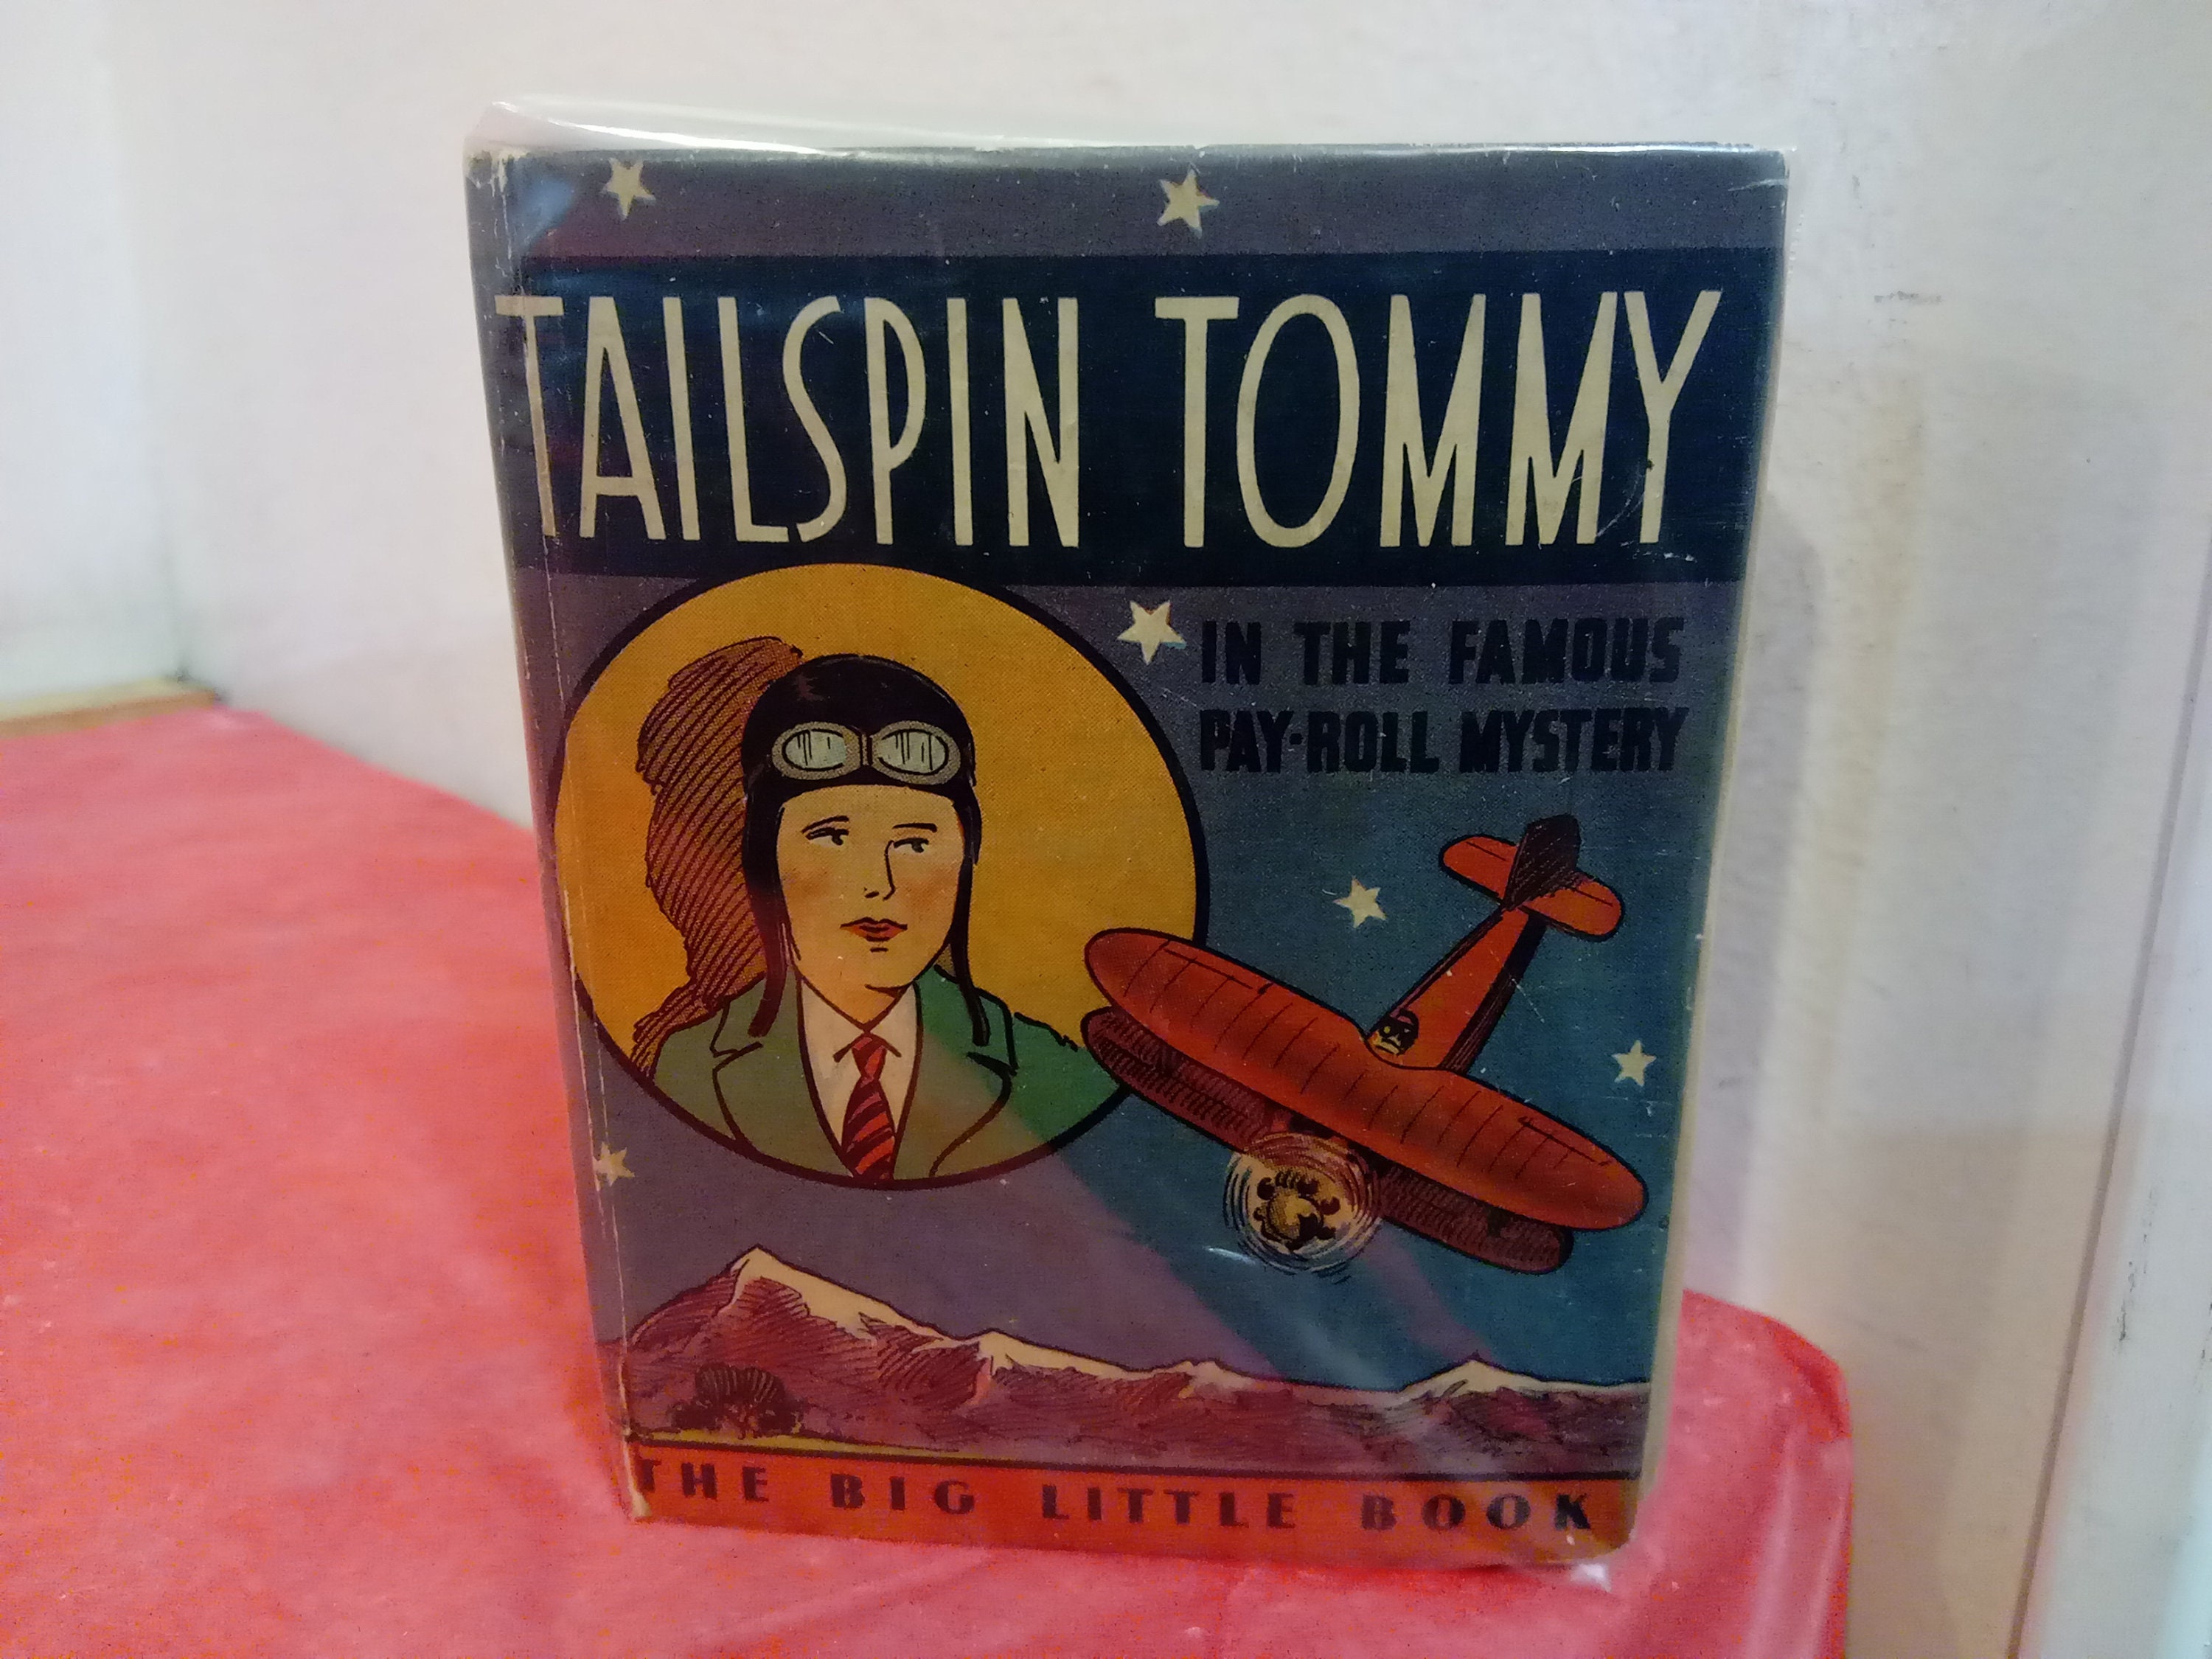 TAILSPIN TOMMY
IN THE FAMOUS
PAY-ROLL MYSTERY
THE BIG LITTLE BOOK